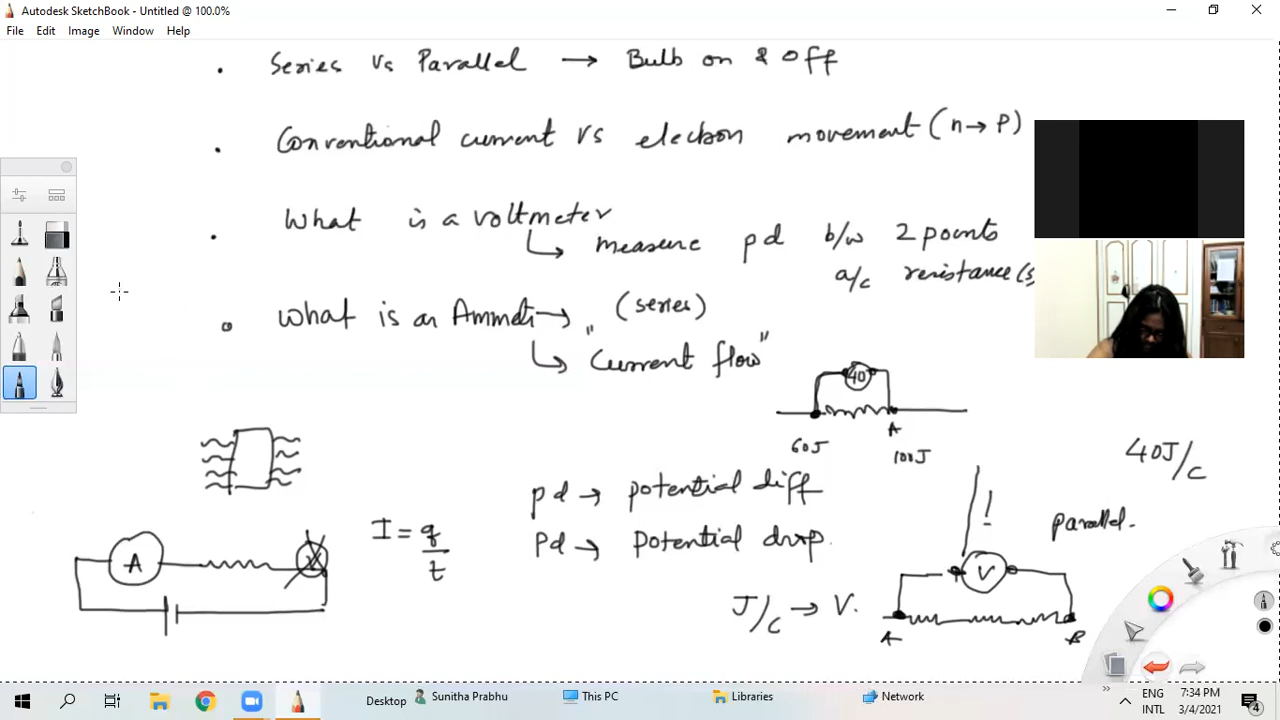 Autodesk SketchBook - Untitled @ 100.0%
File Edit Image Window Help
. Series Vs Parallel → Bulb on & Off
. Conventional current vs electron movement (n→P)
. What is a voltmeter
↳ measure pd b/w 2 points
a/c resistance(s
. What is an Ammeter → (series)
↳ "Current flow"
40
A
60J 100J
40J/C
pd → potential diff
Pd → Potential drop.
I = q/t
parallel.
A
V
J/C → V.
A B
Desktop Sunitha Prabhu This PC Libraries Network
ENG
INTL
7:34 PM
3/4/2021
4